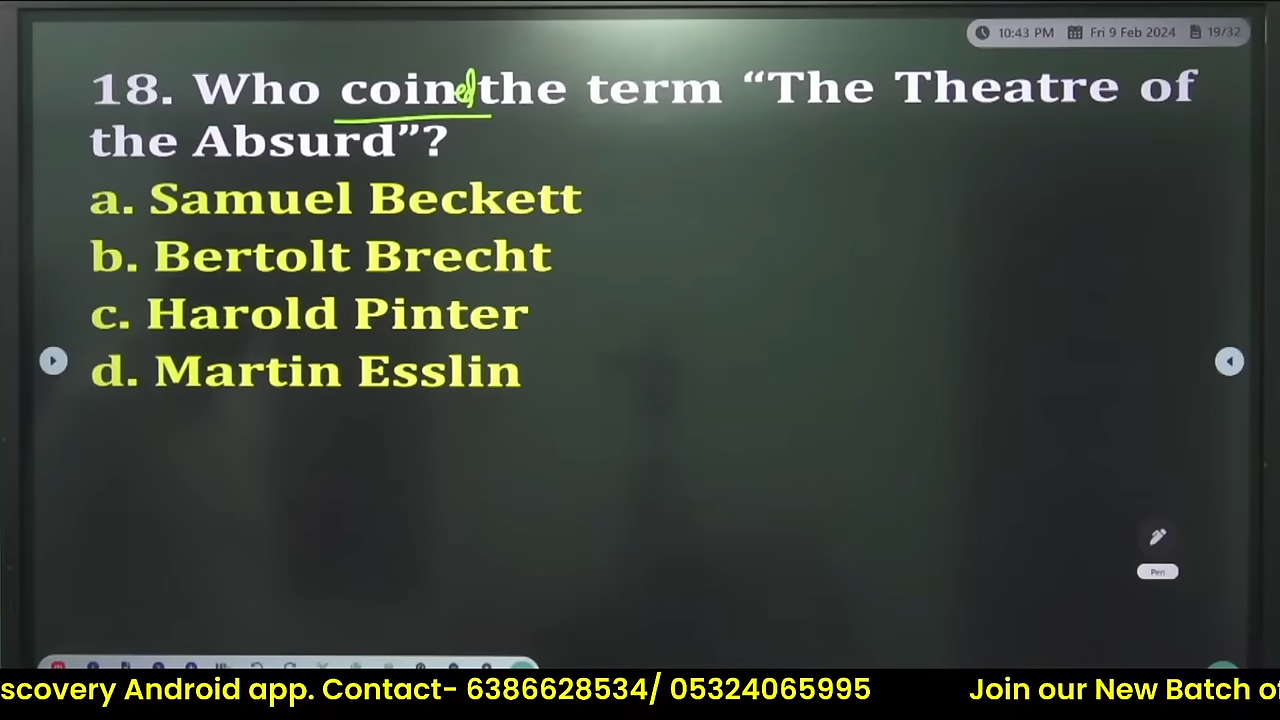 10:43 PM Fri 9 Feb 2024 19/32
18. Who coined the term “The Theatre of
the Absurd”?
a. Samuel Beckett
b. Bertolt Brecht
c. Harold Pinter
d. Martin Esslin
Pen
scovery Android app. Contact- 6386628534/ 05324065995 Join our New Batch of